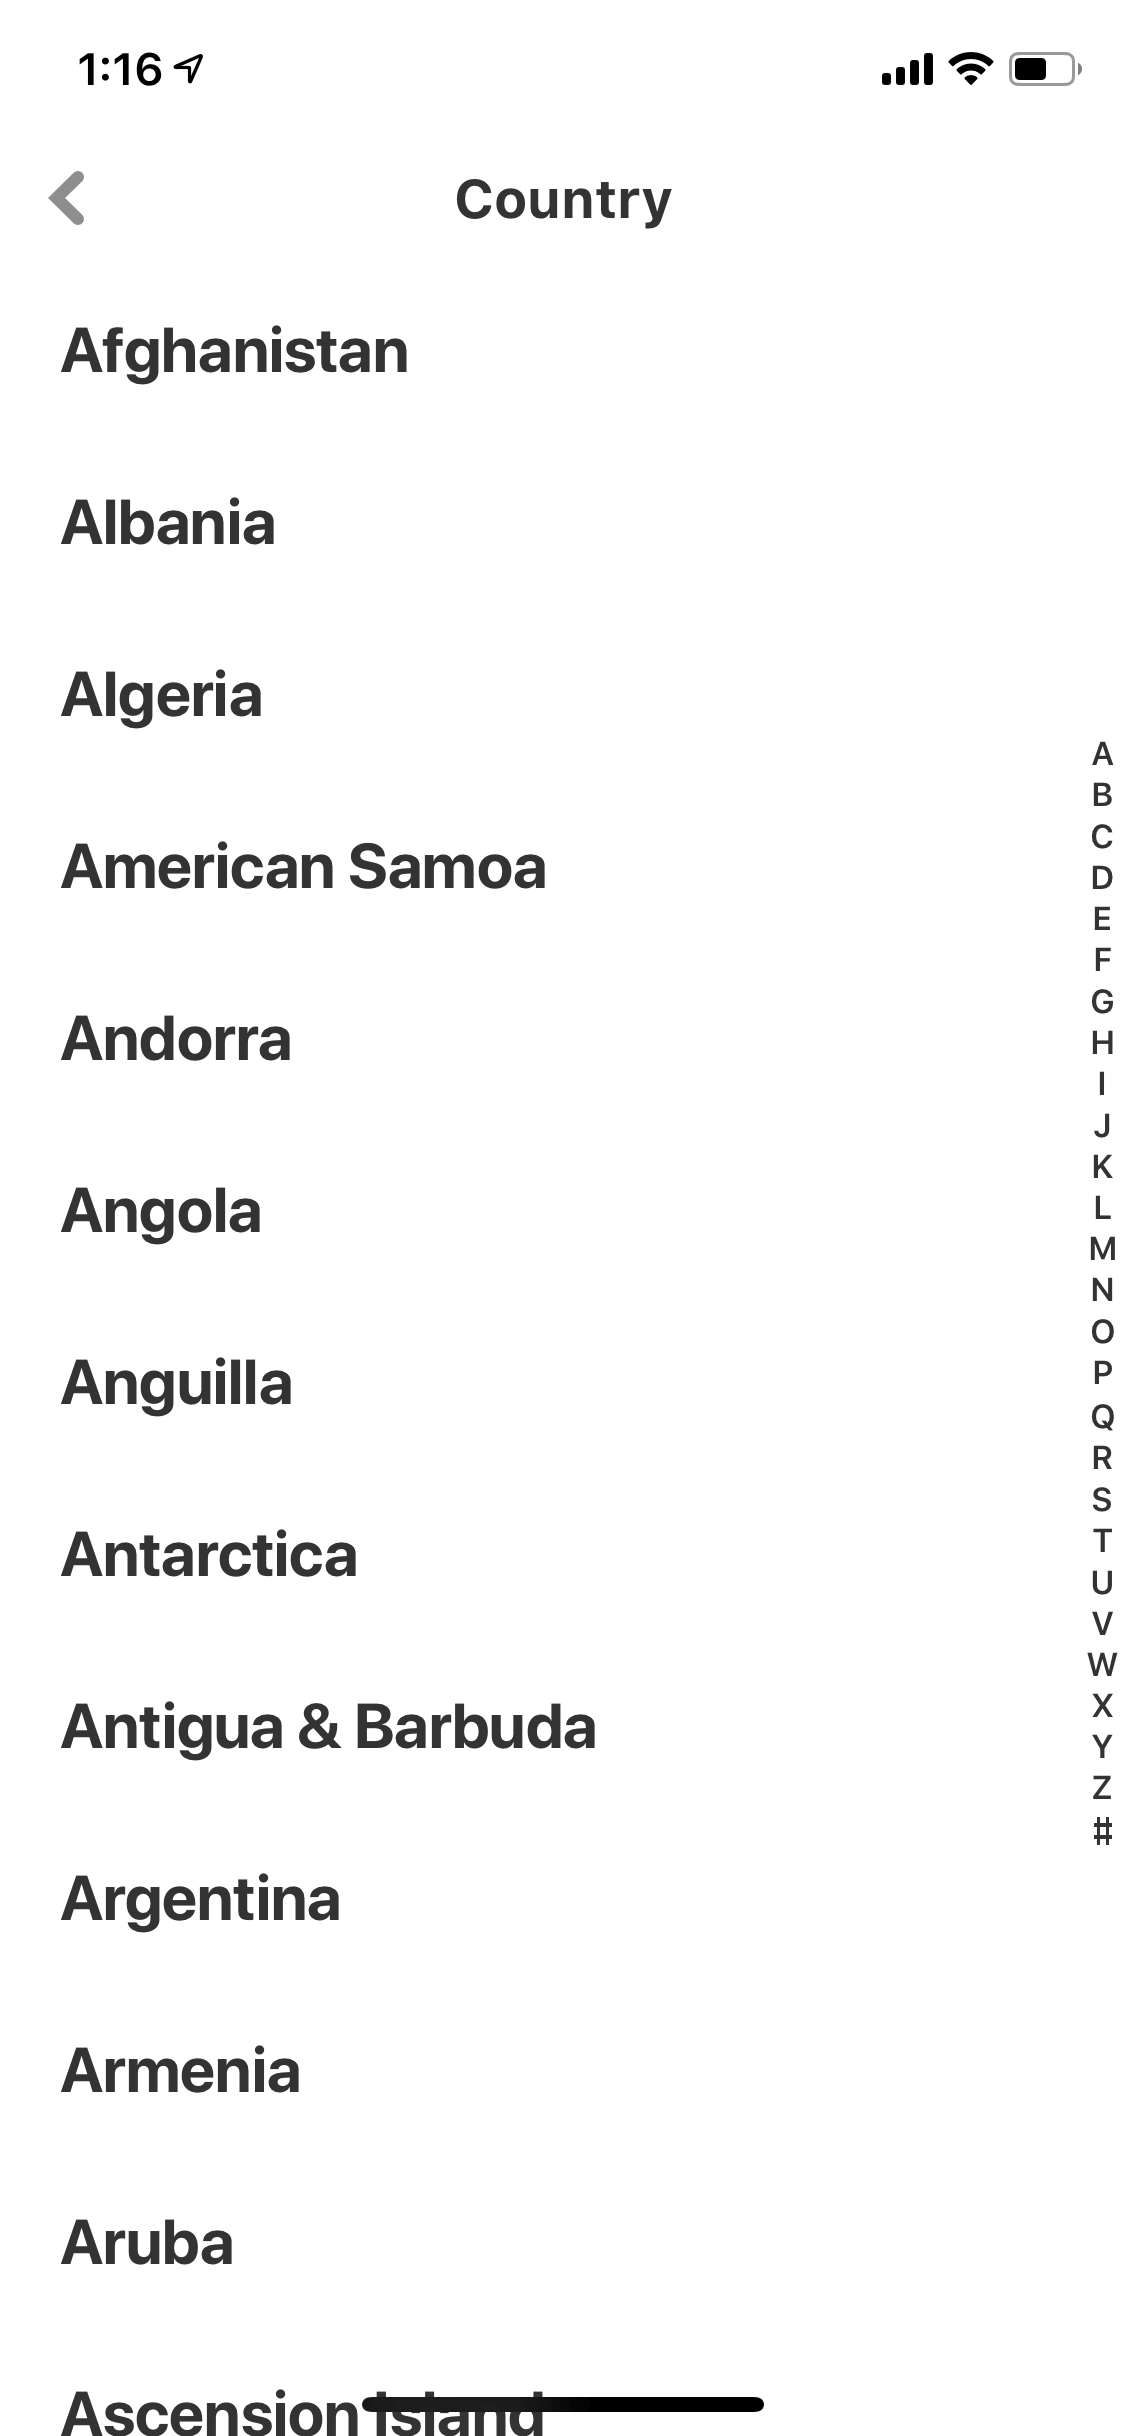 1:16
Country
Afghanistan
Albania
Algeria
American Samoa
Andorra
Angola
Anguilla
Antarctica
Antigua & Barbuda
Argentina
Armenia
Aruba
Ascension Island
A
B
C
D
E
F
G
H
I
J
K
L
M
N
O
P
Q
R
S
T
U
V
W
X
Y
Z
#